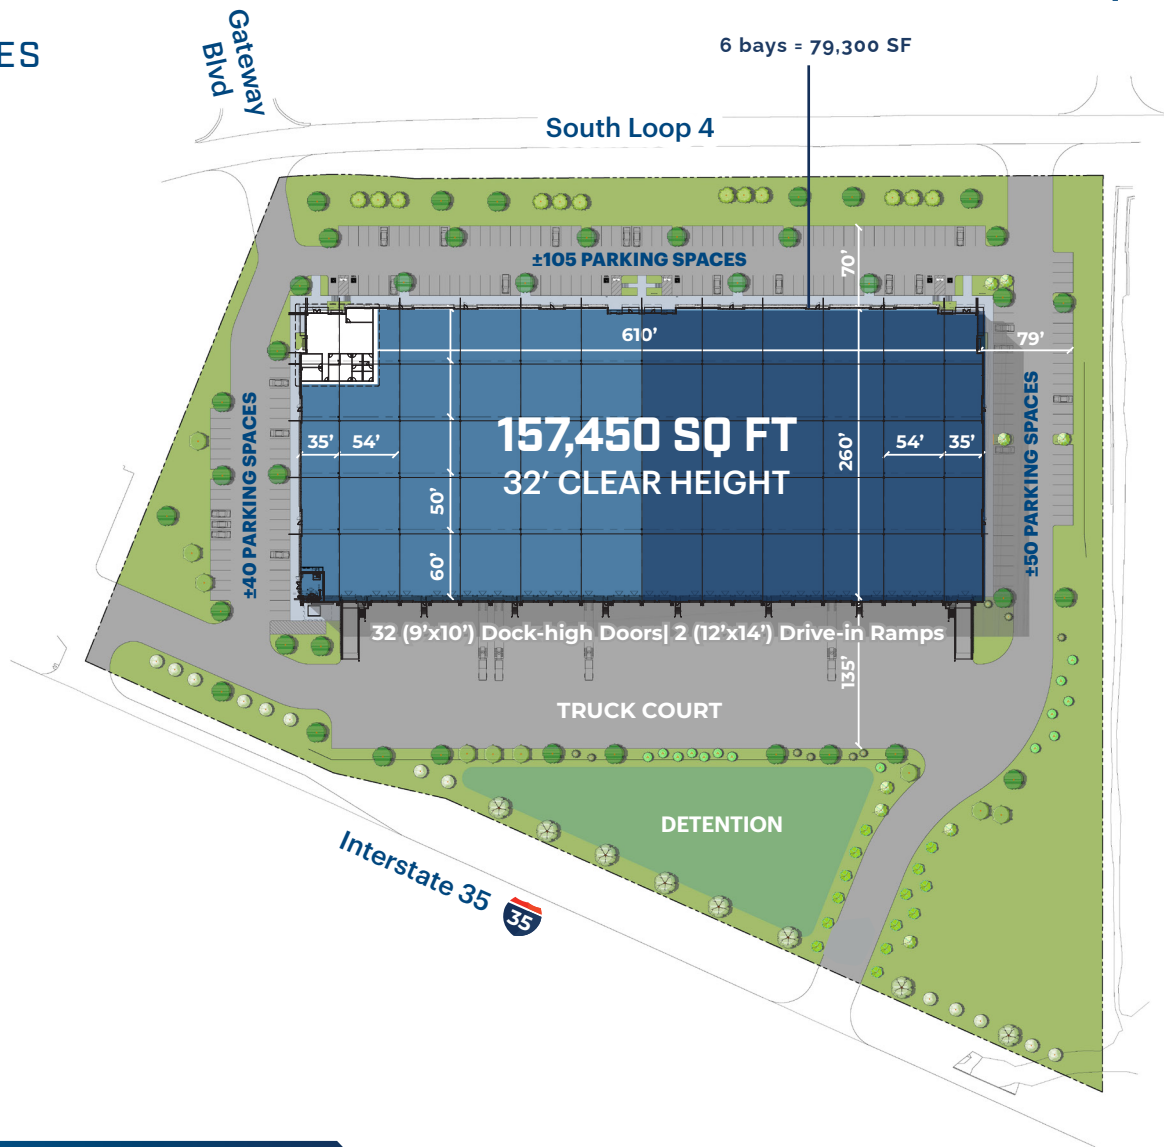 ES
Gateway
Blvd
6 bays = 79,300 SF
South Loop 4
±105 PARKING SPACES
70'
610'
79'
±40 PARKING SPACES
35'
54'
157,450 SQ FT
32' CLEAR HEIGHT
260'
54'
35'
±50 PARKING SPACES
50'
60'
32 (9'x10') Dock-high Doors| 2 (12'x14') Drive-in Ramps
135'
TRUCK COURT
DETENTION
Interstate 35
35